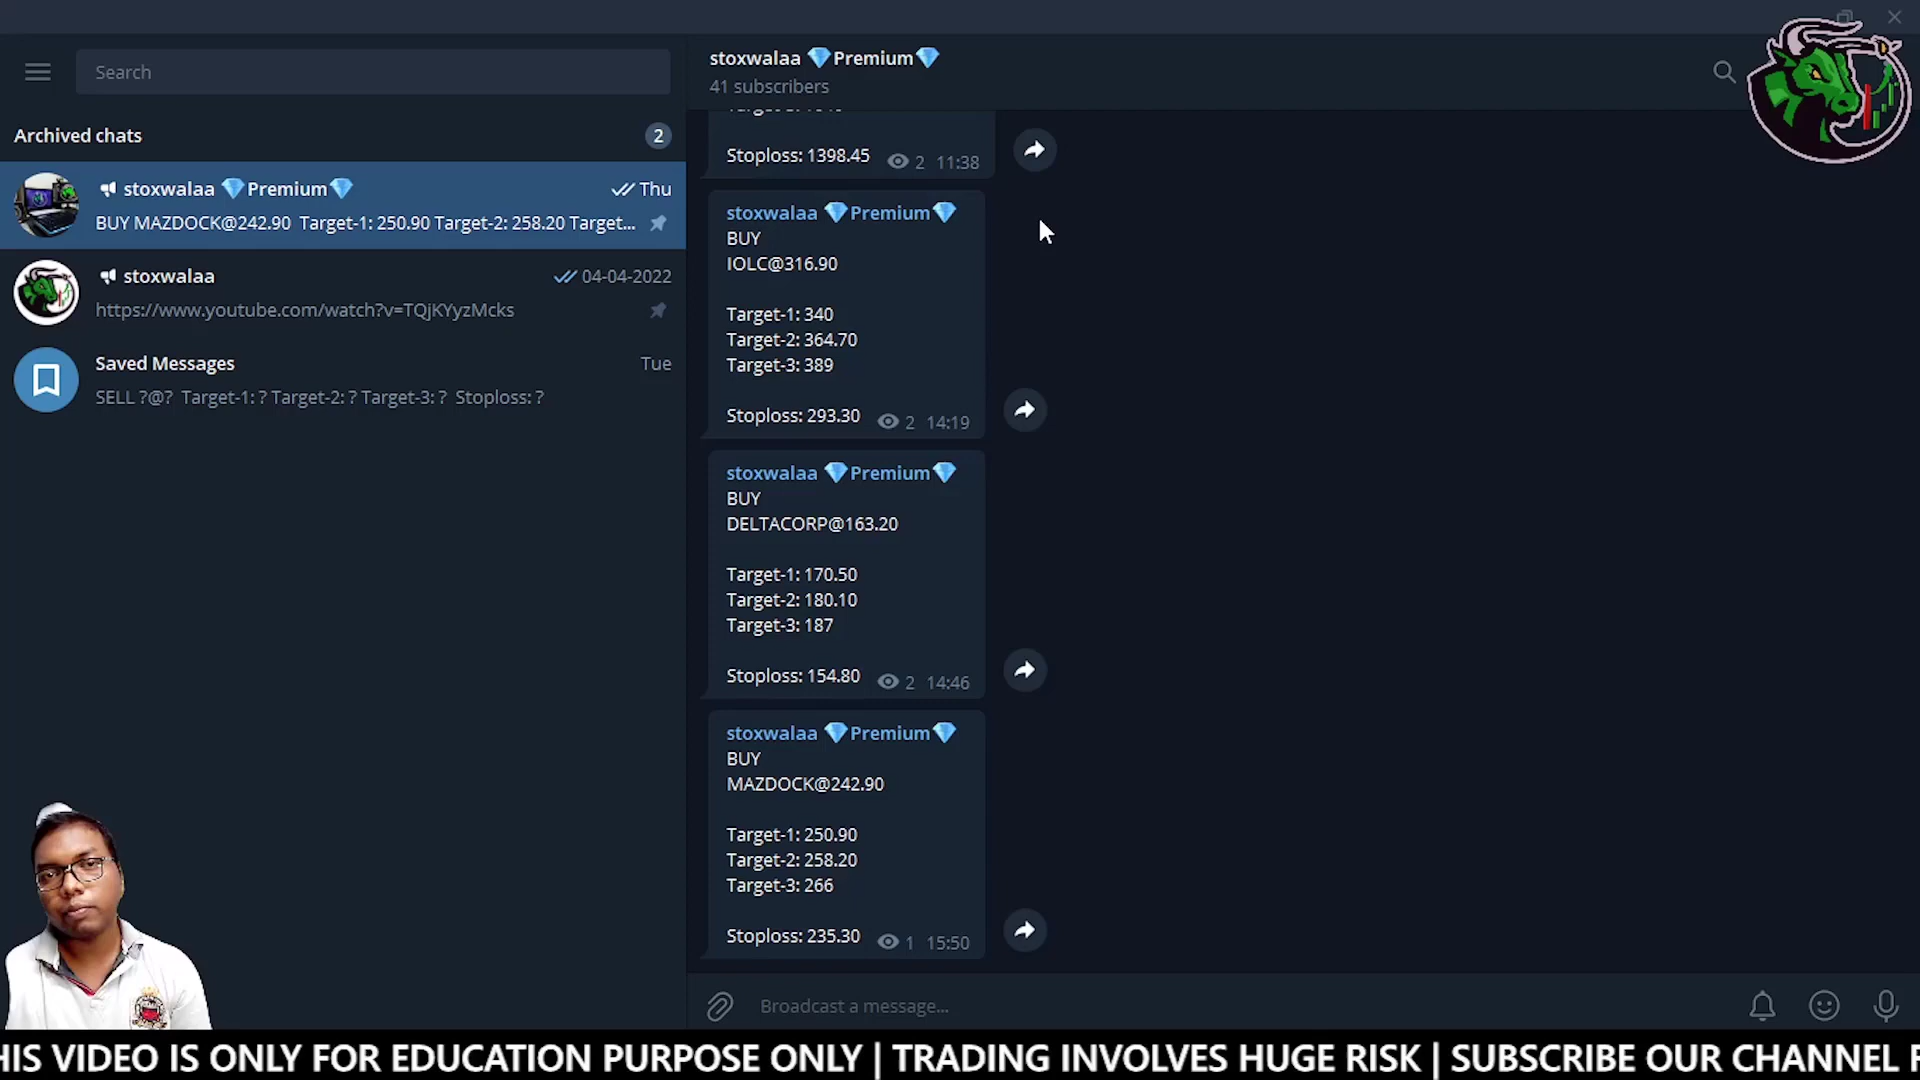 Search
Archived chats
2
stoxwalaa 💎Premium💎
Thu
BUY MAZDOCK@242.90 Target-1: 250.90 Target-2: 258.20 Target...
stoxwalaa
04-04-2022
https://www.youtube.com/watch?v=TQjKYyzMcks
Saved Messages
Tue
SELL ?@? Target-1: ? Target-2: ? Target-3: ? Stoploss: ?
stoxwalaa 💎Premium💎
41 subscribers
Stoploss: 1398.45 2 11:38
stoxwalaa 💎Premium💎
BUY
IOLC@316.90
Target-1: 340
Target-2: 364.70
Target-3: 389
Stoploss: 293.30 2 14:19
stoxwalaa 💎Premium💎
BUY
DELTACORP@163.20
Target-1: 170.50
Target-2: 180.10
Target-3: 187
Stoploss: 154.80 2 14:46
stoxwalaa 💎Premium💎
BUY
MAZDOCK@242.90
Target-1: 250.90
Target-2: 258.20
Target-3: 266
Stoploss: 235.30 1 15:50
Broadcast a message...
HIS VIDEO IS ONLY FOR EDUCATION PURPOSE ONLY | TRADING INVOLVES HUGE RISK | SUBSCRIBE OUR CHANNEL F